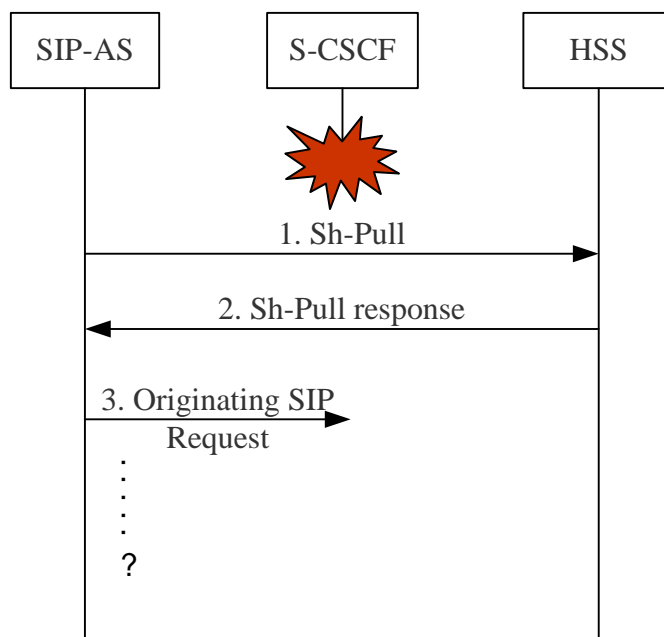 SIP-AS
S-CSCF
HSS
1. Sh-Pull
2. Sh-Pull response
3. Originating SIP
Request
?